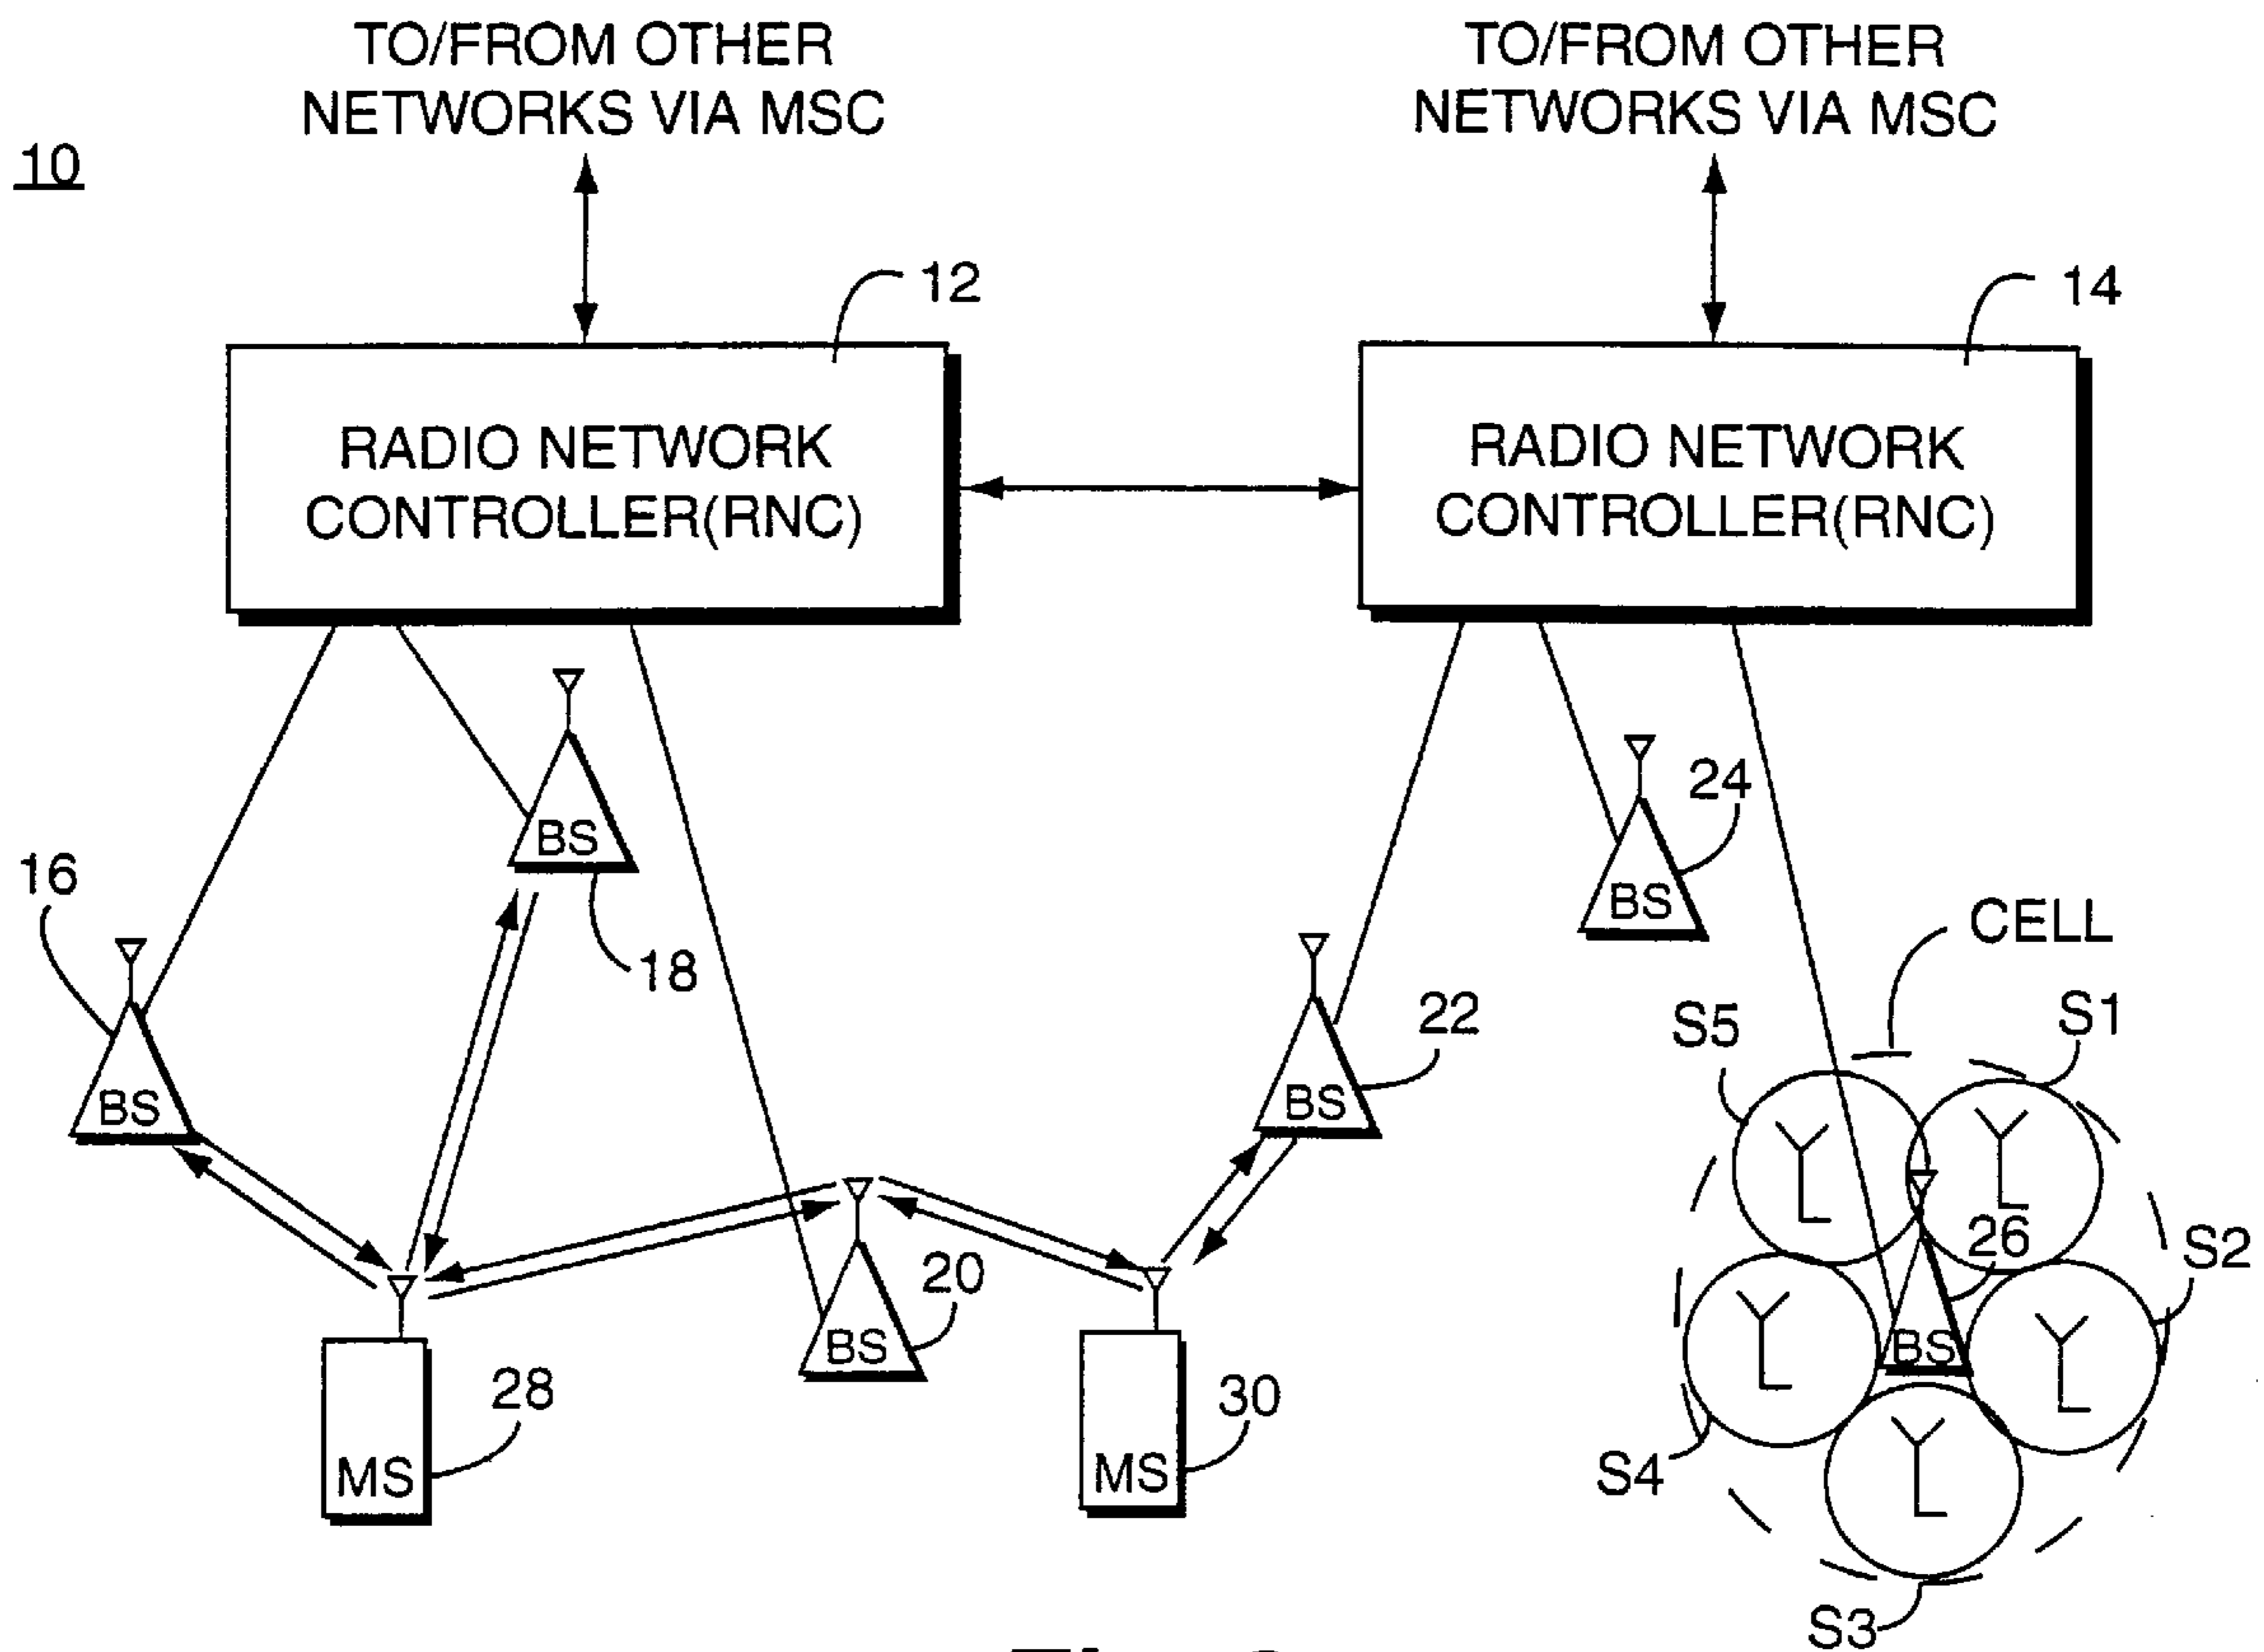 TO/FROM OTHER
NETWORKS VIA MSC
TO/FROM OTHER
NETWORKS VIA MSC
10
12
14
RADIO NETWORK
CONTROLLER(RNC)
RADIO NETWORK
CONTROLLER(RNC)
24
BS
16
BS
CELL
18
22
S5
S1
BS
BS
26
S2
20
BS
BS
28
30
MS
MS
S4
S3